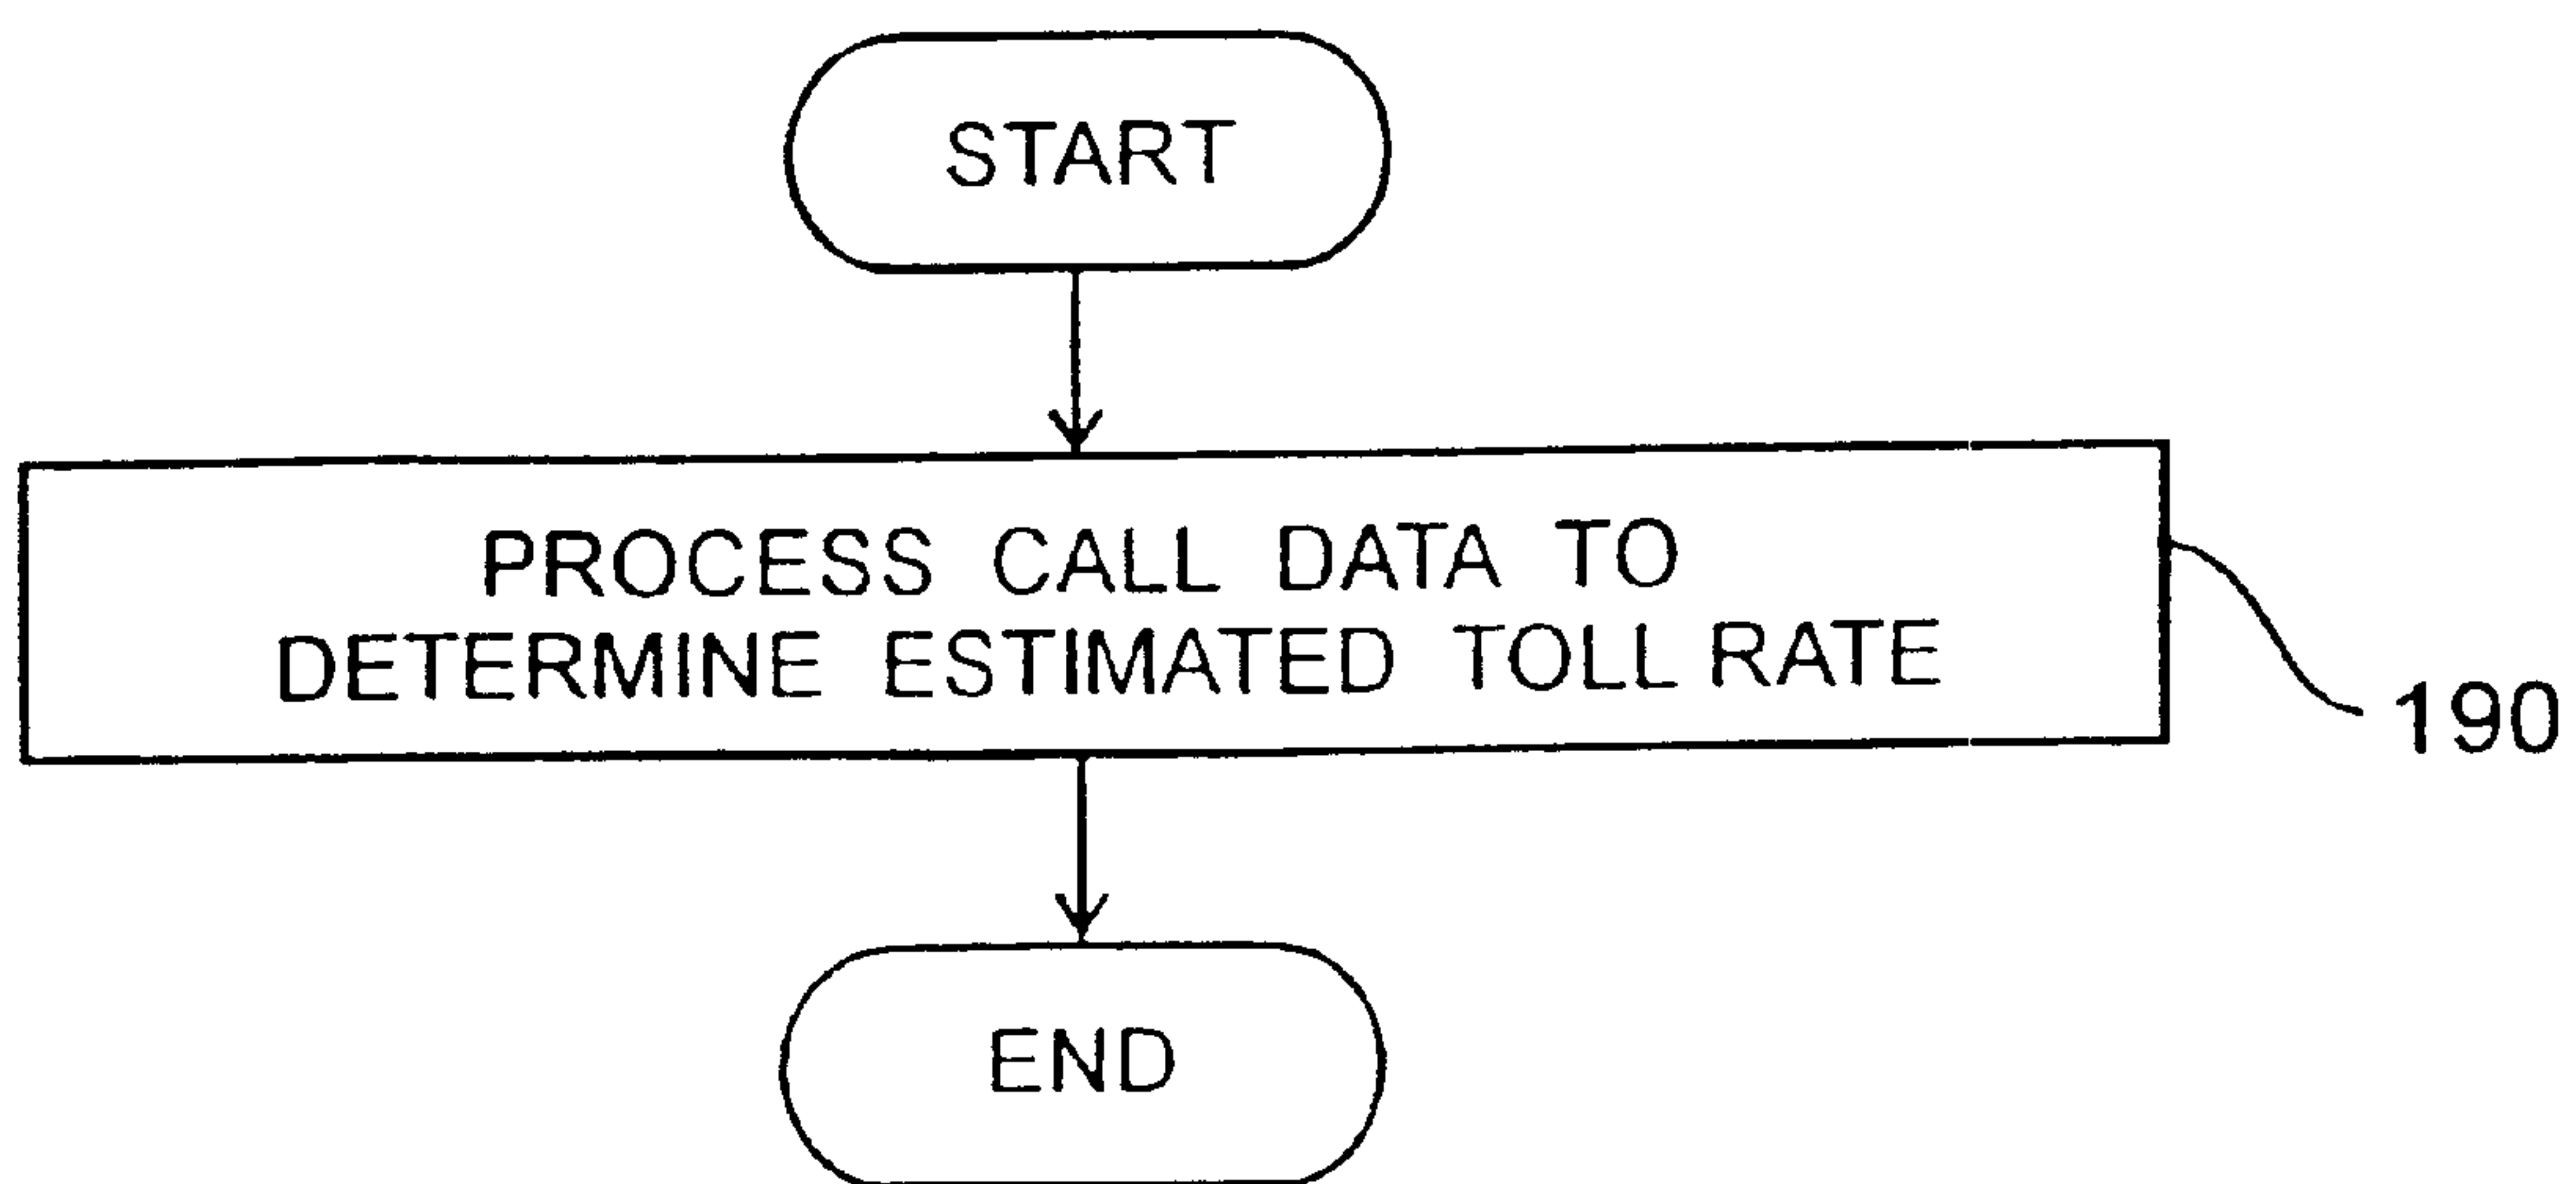 START
PROCESS CALL DATA TO
DETERMINE ESTIMATED TOLL RATE
190
END